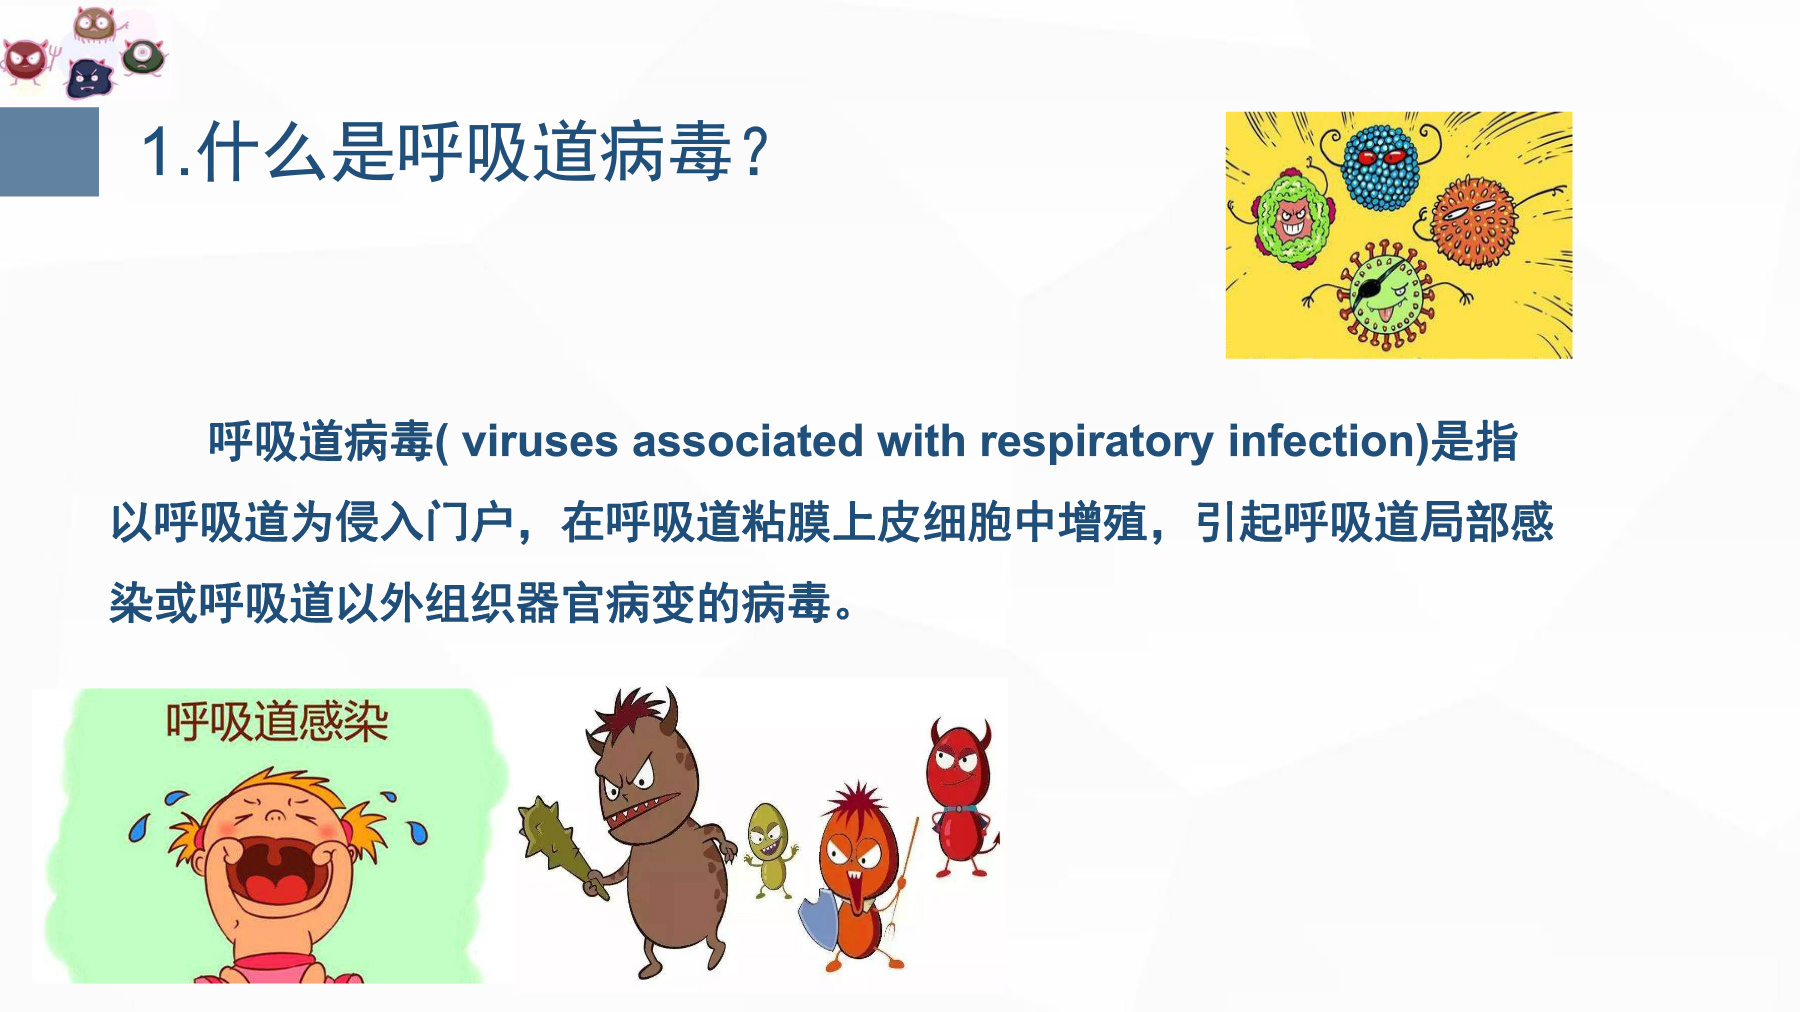 1.什么是呼吸道病毒?
呼吸道病毒( viruses associated with respiratory infection)是指
以呼吸道为侵入门户，在呼吸道粘膜上皮细胞中增殖，引起呼吸道局部感
染或呼吸道以外组织器官病变的病毒。
呼吸道感染